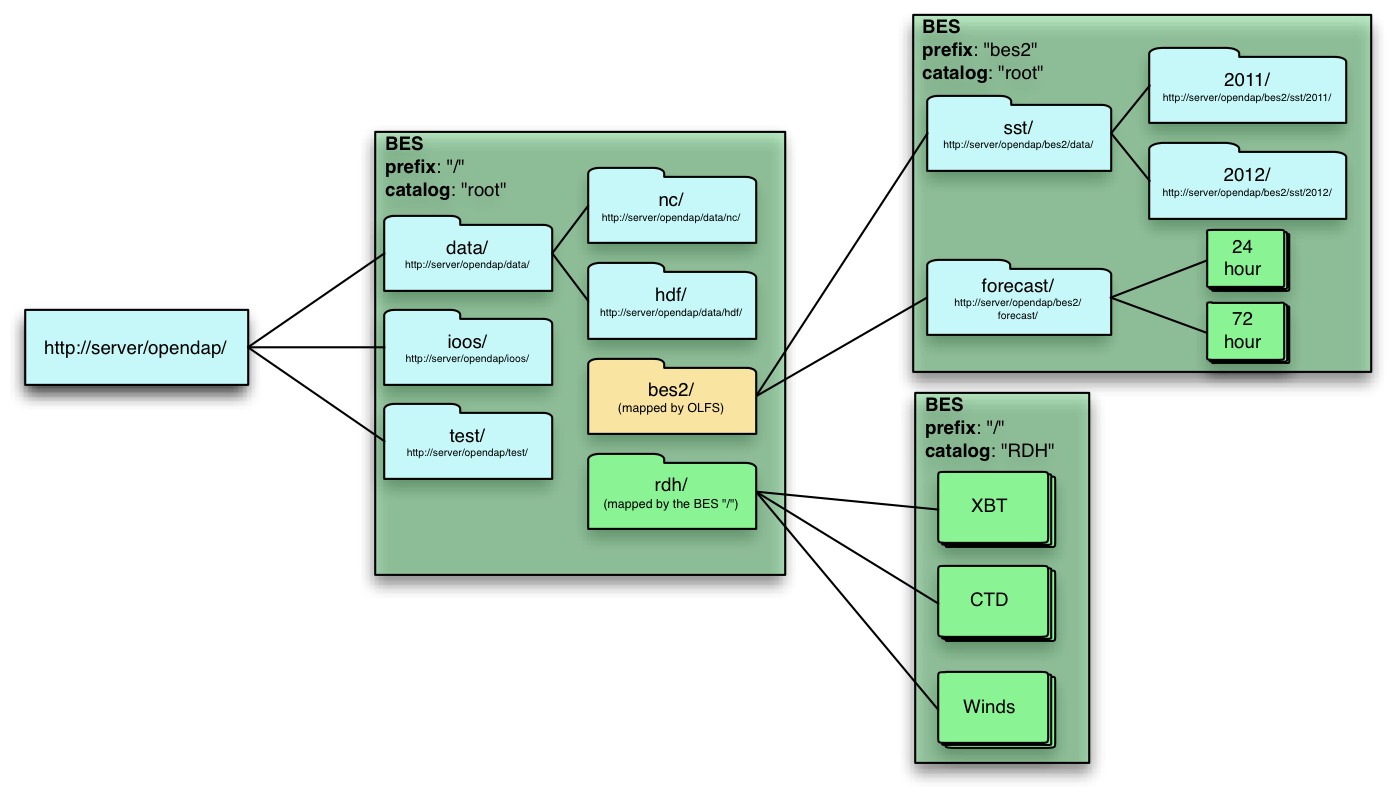 http://server/opendap/
BES
prefix: "/"
catalog: "root"
data/
http://server/opendap/data/
ioos/
http://server/opendap/ioos/
test/
http://server/opendap/test/
nc/
http://server/opendap/data/nc/
hdf/
http://server/opendap/data/hdf/
bes2/
(mapped by OLFS)
rdh/
(mapped by the BES "/")
BES
prefix: "bes2"
catalog: "root"
sst/
http://server/opendap/bes2/data/
2011/
http://server/opendap/bes2/sst/2011/
2012/
http://server/opendap/bes2/sst/2012/
forecast/
http://server/opendap/bes2/
forecast/
24
hour
72
hour
BES
prefix: "/"
catalog: "RDH"
XBT
CTD
Winds